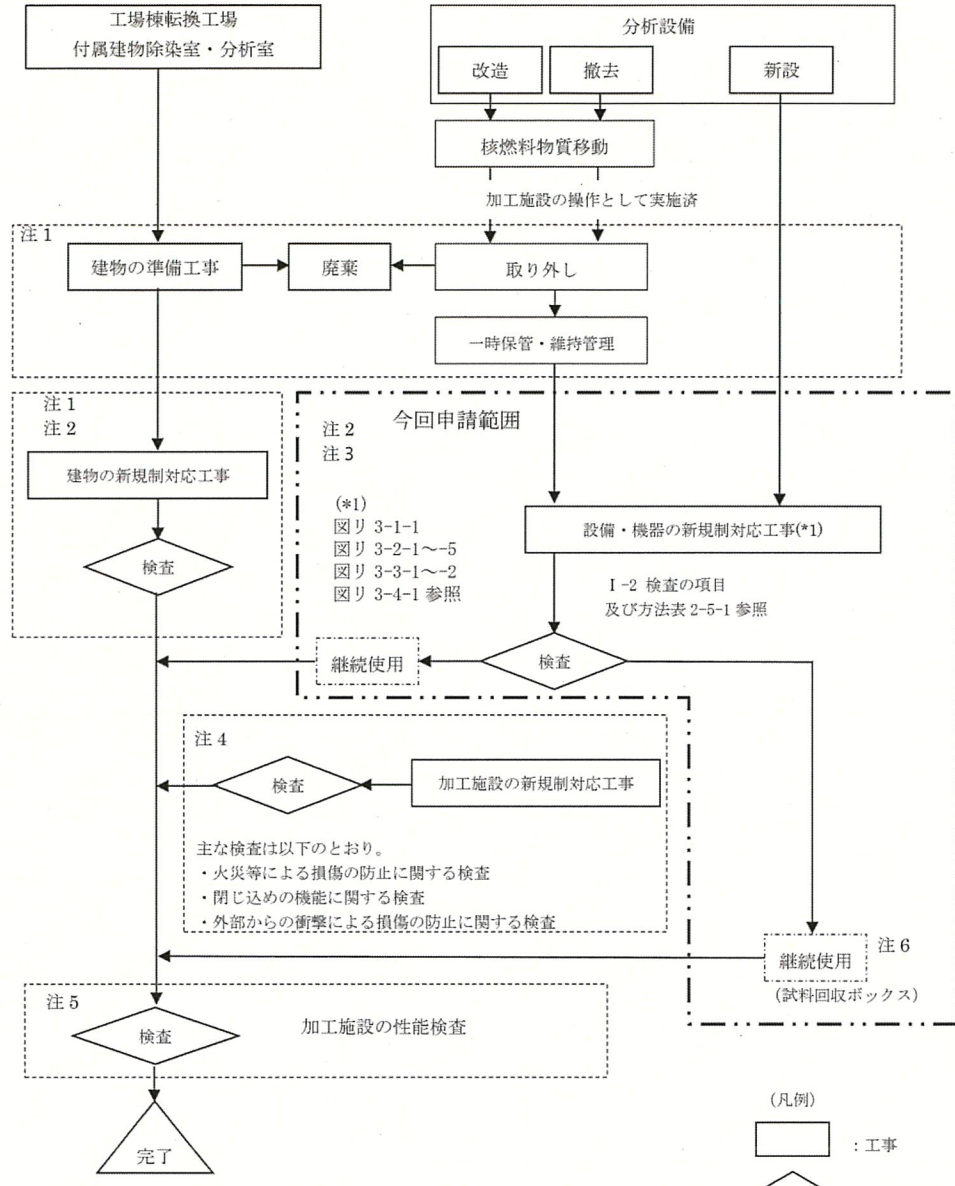 工場棟転換工場
付属建物除染室・分析室
分析設備
改造
撤去
新設
核燃料物質移動
加工施設の操作として実施済
注1
建物の準備工事
廃棄
取り外し
一時保管・維持管理
注1
注2
建物の新規制対応工事
検査
今回申請範囲
注2
注3
(*1)
図リ 3-1-1
図リ 3-2-1~-5
図リ 3-3-1~-2
図リ 3-4-1 参照
設備・機器の新規制対応工事(*1)
Ⅰ-2 検査の項目
及び方法表 2-5-1 参照
検査
継続使用
注4
検査
加工施設の新規制対応工事
主な検査は以下のとおり。
・火災等による損傷の防止に関する検査
・閉じ込めの機能に関する検査
・外部からの衝撃による損傷の防止に関する検査
継続使用
注6
(試料回収ボックス)
注5
検査
加工施設の性能検査
完了
(凡例)
:工事